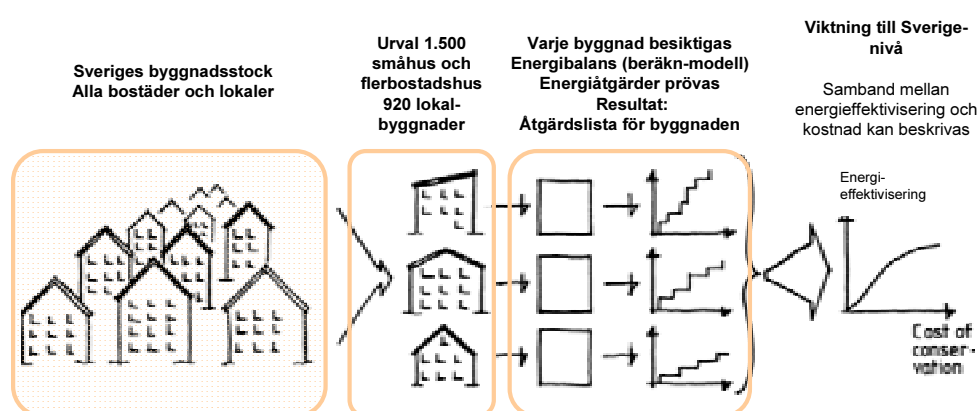 Sveriges byggnadsstock
Alla bostäder och lokaler
Urval 1.500
småhus och
flerbostadshus
920 lokal-
byggnader
Varje byggnad besiktigas
Energibalans (beräkn-modell)
Energiåtgärder prövas
Resultat:
Åtgärdslista för byggnaden
Viktning till Sverige-
nivå
Samband mellan
energieffektivisering och
kostnad kan beskrivas
Energi-
effektivisering
Cost of
conser-
vation